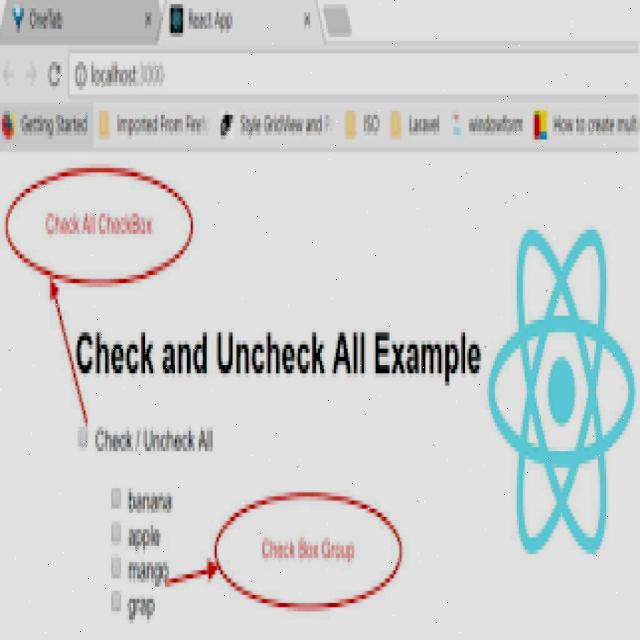 OneTab
React App
localhost:3000
Getting Started Imported From Firef Style GridView and P ISO Laravel windowform How to create mult
Check All CheckBox
Check and Uncheck All Example
Check / Uncheck All
banana
apple
mango
Check Box Group
grap